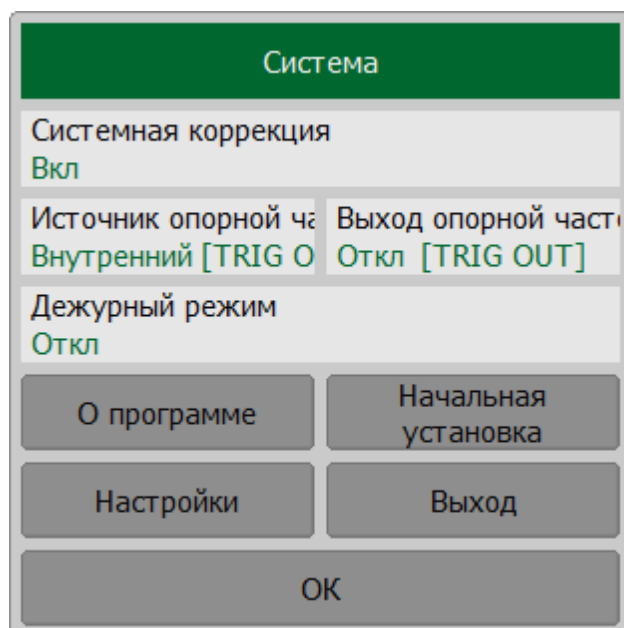 Система
Системная коррекция
Вкл
Источник опорной ча
Внутренний [TRIG O
Выход опорной част
Откл [TRIG OUT]
Дежурный режим
Откл
О программе
Начальная
установка
Настройки
Выход
ОК